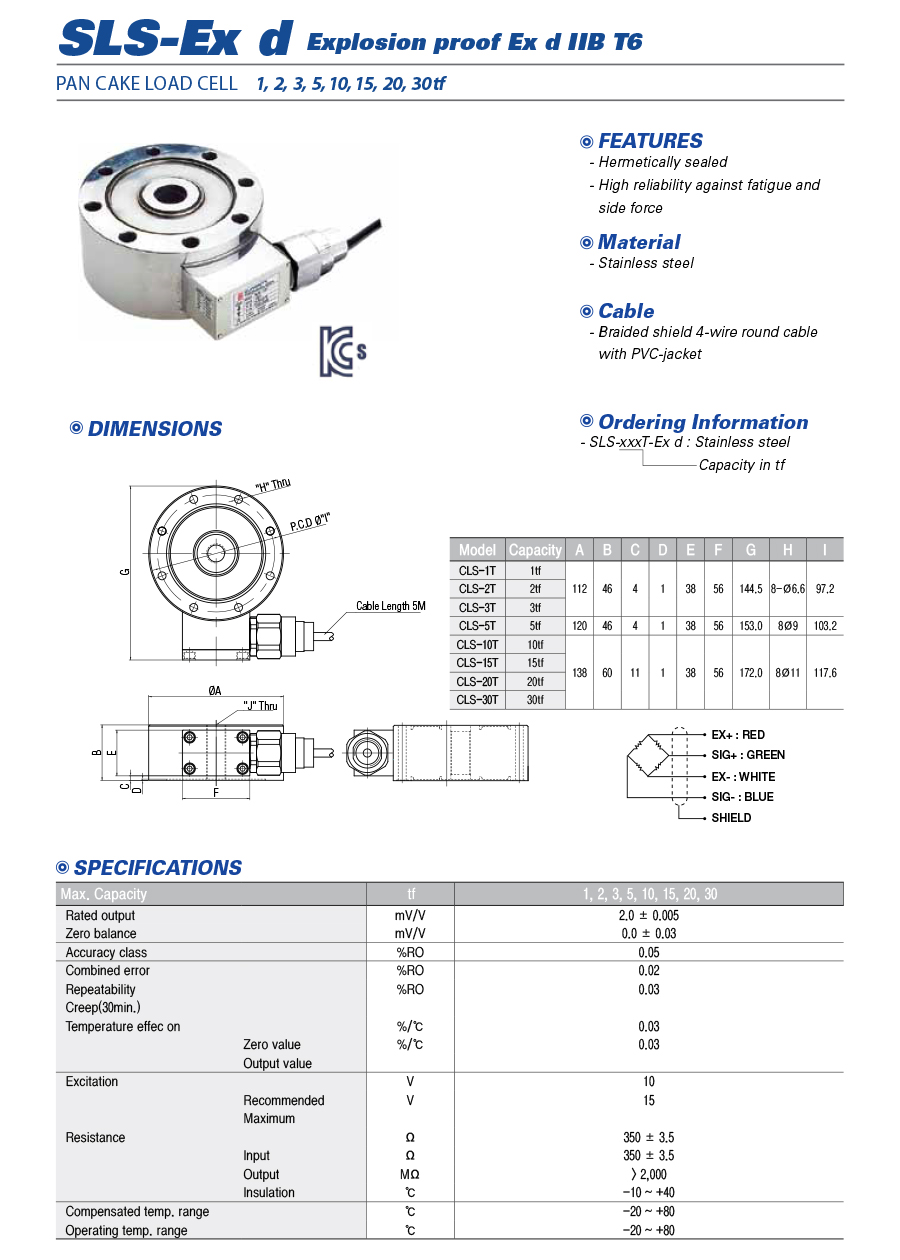 SLS-Ex d Explosion proof Ex d IIB T6
PAN CAKE LOAD CELL 1, 2, 3, 5, 10, 15, 20, 30tf
FEATURES
- Hermetically sealed
- High reliability against fatigue and
side force
Material
- Stainless steel
Cable
- Braided shield 4-wire round cable
with PVC-jacket
S
DIMENSIONS
Ordering Information
- SLS-xxxT-Ex d : Stainless steel
Capacity in tf
"H" Thru
P.C.D Ø"I"
G
Cable Length 5M
ØA
"J" Thru
B
E
C
D
F
Model Capacity A B C D E F G H I
CLS-1T 1tf
CLS-2T 2tf 112 46 4 1 38 56 144.5 8-Ø6.6 97.2
CLS-3T 3tf
CLS-5T 5tf 120 46 4 1 38 56 153.0 8Ø9 103.2
CLS-10T 10tf
CLS-15T 15tf
138 60 11 1 38 56 172.0 8Ø11 117.6
CLS-20T 20tf
CLS-30T 30tf
EX+ : RED
SIG+ : GREEN
EX- : WHITE
SIG- : BLUE
SHIELD
SPECIFICATIONS
Max. Capacity tf 1, 2, 3, 5, 10, 15, 20, 30
Rated output mV/V 2.0 ± 0.005
Zero balance mV/V 0.0 ± 0.03
Accuracy class %RO 0.05
Combined error %RO 0.02
Repeatability %RO 0.03
Creep(30min.)
Temperature effec on %/℃ 0.03
Zero value %/℃ 0.03
Output value
Excitation V 10
Recommended V 15
Maximum
Resistance Ω 350 ± 3.5
Input Ω 350 ± 3.5
Output MΩ > 2,000
Insulation ℃ -10 ~ +40
Compensated temp. range ℃ -20 ~ +80
Operating temp. range ℃ -20 ~ +80